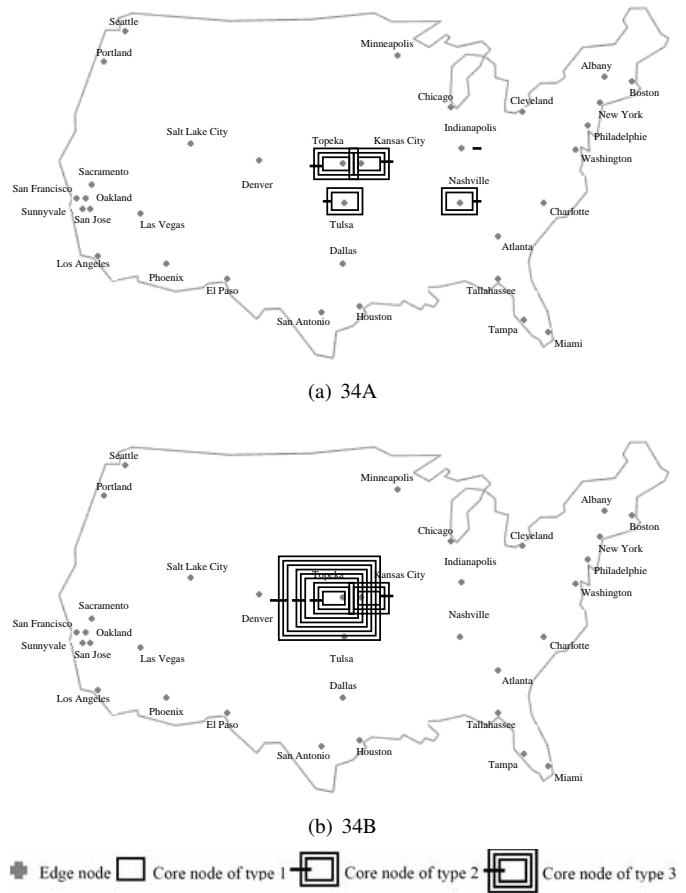 Seattle
Portland
Minneapolis
Albany
Boston
Chicago
Cleveland
New York
Salt Lake City
Topeka
Kansas City
Indianapolis
Philadelphie
Washington
Denver
Sacramento
San Francisco
Oakland
Nashville
Sunnyvale
San Jose
Las Vegas
Tulsa
Charlotte
Los Angeles
Dallas
Atlanta
Phoenix
El Paso
Tallahassee
San Antonio
Houston
Tampa
Miami
(a) 34A
Seattle
Portland
Minneapolis
Albany
Boston
Chicago
Cleveland
New York
Salt Lake City
Topeka
Kansas City
Indianapolis
Philadelphie
Washington
Denver
Sacramento
San Francisco
Oakland
Nashville
Sunnyvale
San Jose
Las Vegas
Tulsa
Charlotte
Los Angeles
Dallas
Atlanta
Phoenix
El Paso
Tallahassee
San Antonio
Houston
Tampa
Miami
(b) 34B
Edge node Core node of type 1 Core node of type 2 Core node of type 3